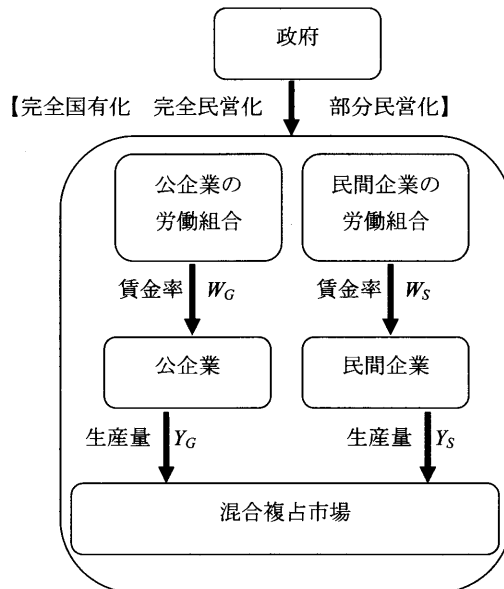 政府
【完全国有化 完全民営化 部分民営化】
公企業の
労働組合
民間企業の
労働組合
賃金率 W_G
賃金率 W_S
公企業
民間企業
生産量 Y_G
生産量 Y_S
混合複占市場